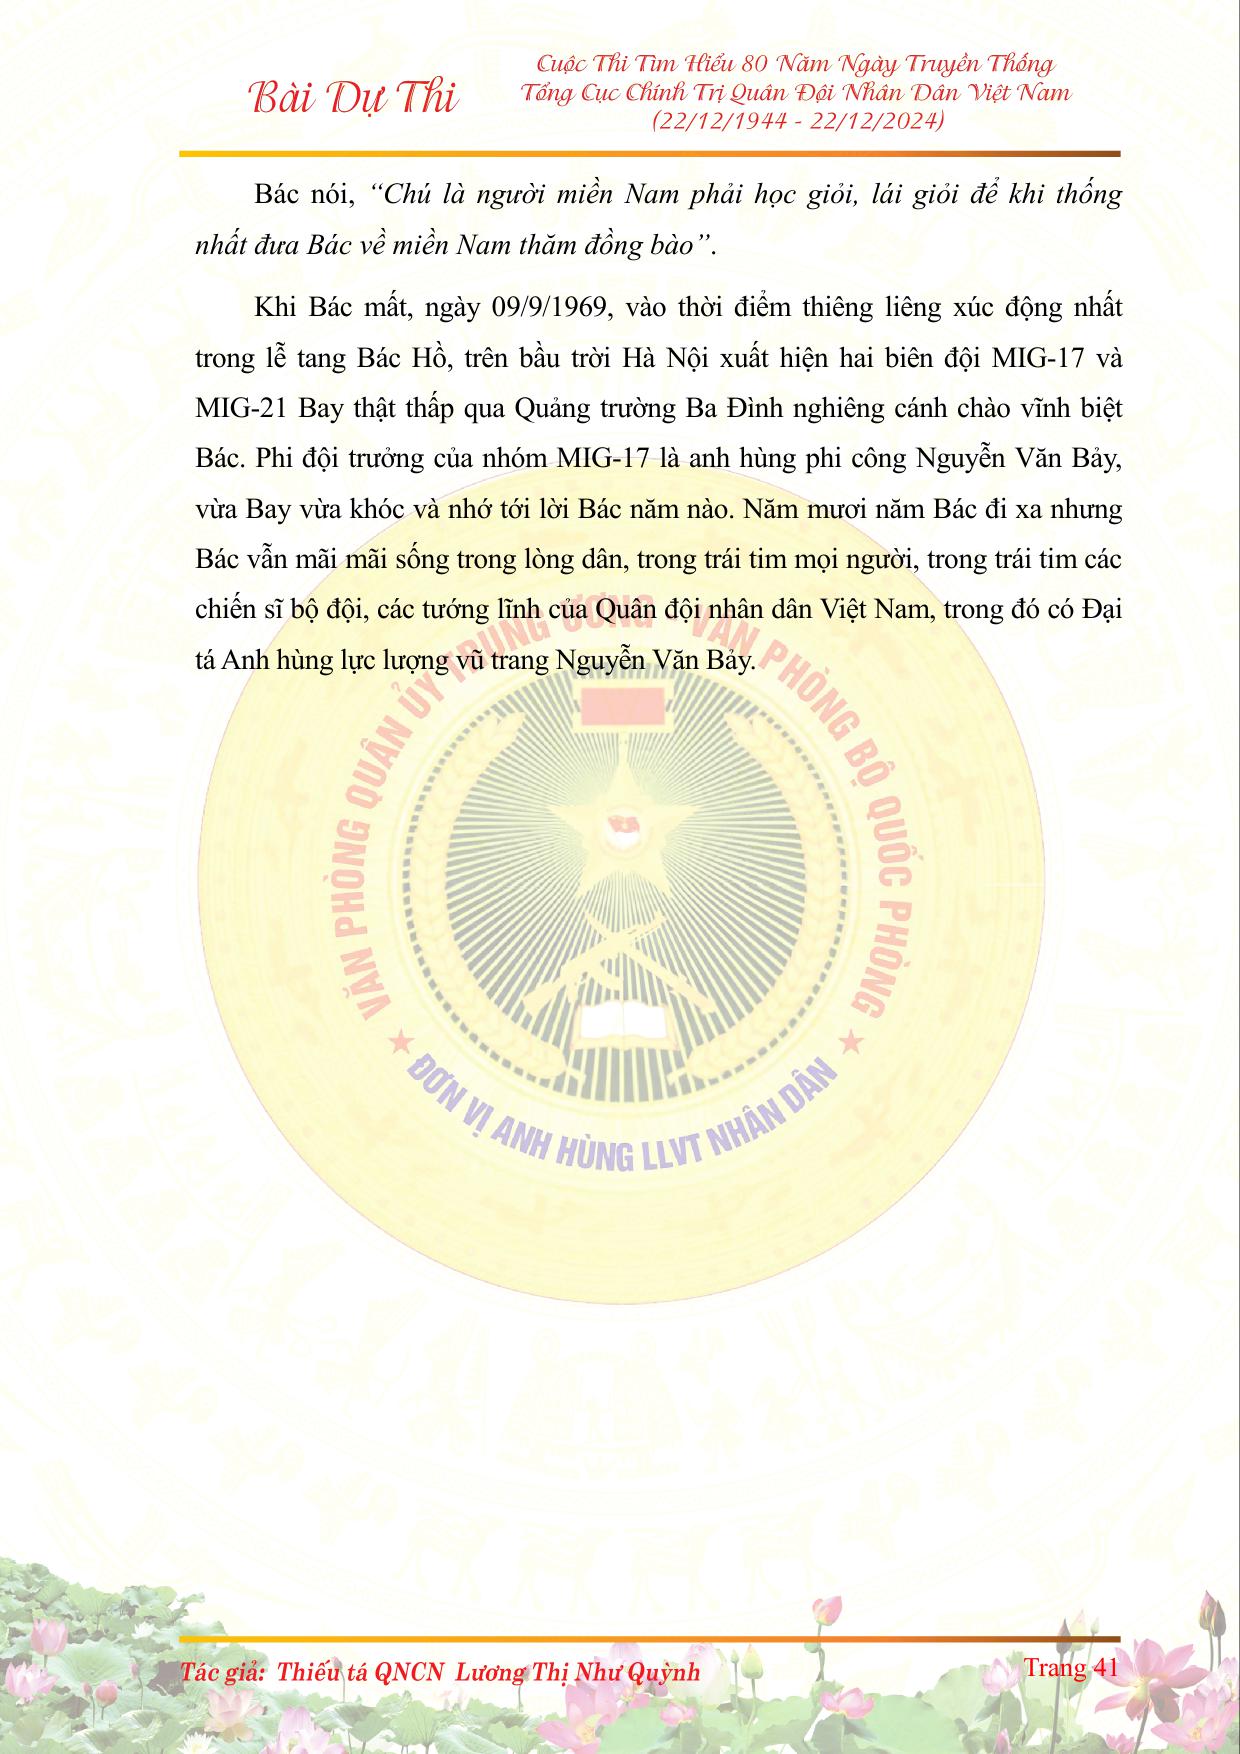 Bài Dự Thi
Cuộc Thi Tìm Hiểu 80 Năm Ngày Truyền Thống
Tổng Cục Chính Trị Quân Đội Nhân Dân Việt Nam
(22/12/1944 - 22/12/2024)
Bác nói, “Chú là người miền Nam phải học giỏi, lái giỏi để khi thống
nhất đưa Bác về miền Nam thăm đồng bào”.
Khi Bác mất, ngày 09/9/1969, vào thời điểm thiêng liêng xúc động nhất
trong lễ tang Bác Hồ, trên bầu trời Hà Nội xuất hiện hai biên đội MIG-17 và
MIG-21 Bay thật thấp qua Quảng trường Ba Đình nghiêng cánh chào vĩnh biệt
Bác. Phi đội trưởng của nhóm MIG-17 là anh hùng phi công Nguyễn Văn Bảy,
vừa Bay vừa khóc và nhớ tới lời Bác năm nào. Năm mươi năm Bác đi xa nhưng
Bác vẫn mãi mãi sống trong lòng dân, trong trái tim mọi người, trong trái tim các
chiến sĩ bộ đội, các tướng lĩnh của Quân đội nhân dân Việt Nam, trong đó có Đại
tá Anh hùng lực lượng vũ trang Nguyễn Văn Bảy.
VĂN PHÒNG QUÂN ỦY TRUNG ƯƠNG - VĂN PHÒNG BỘ QUỐC PHÒNG
ĐƠN VỊ ANH HÙNG LLVT NHÂN DÂN
Tác giả: Thiếu tá QNCN Lương Thị Như Quỳnh
Trang 41